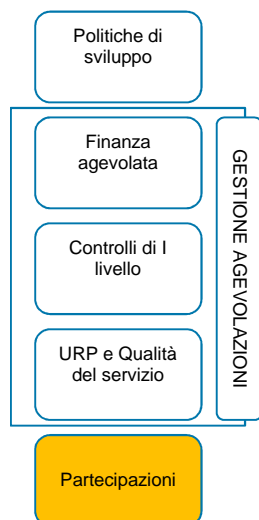 Politiche di
sviluppo
Finanza
agevolata
Controlli di I
livello
URP e Qualità
del servizio
GESTIONE AGEVOLAZIONI
Partecipazioni